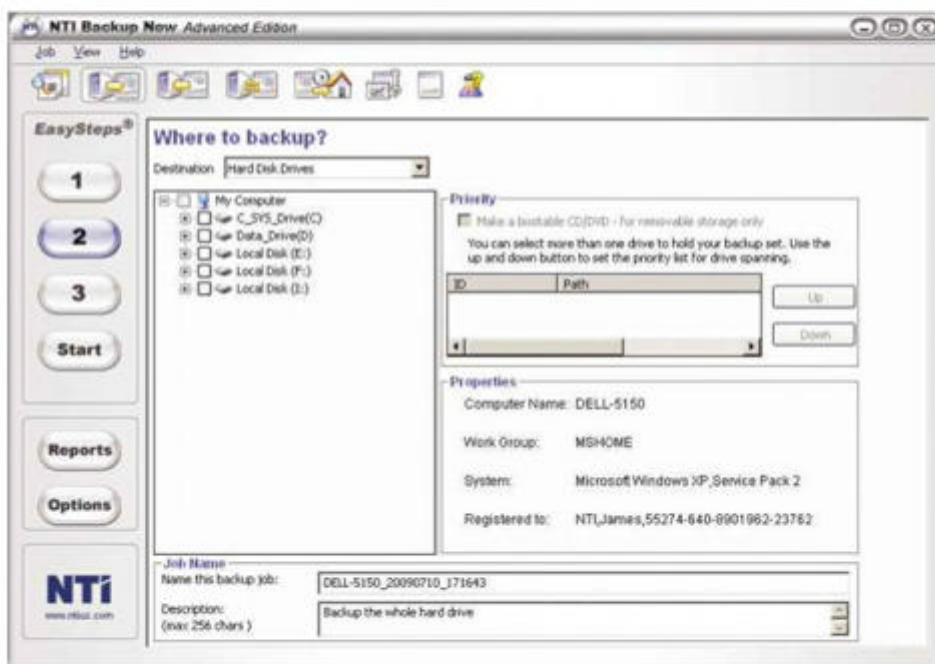 NTI Backup Now Advanced Edition
Job View Help
EasySteps®
1
2
3
Start
Reports
Options
NTi
Where to backup?
Destination Hard Disk Drives
My Computer
C_SYS_Drive(C)
Data_Drive(D)
Local Disk (E:)
Local Disk (F:)
Local Disk (I:)
Priority
Make a bootable CD/DVD - for removable storage only
You can select more than one drive to hold your backup set. Use the
up and down button to set the priority list for drive spanning.
ID Path
Up
Down
Properties
Computer Name: DELL-5150
Work Group: MSHOME
System: Microsoft Windows XP,Service Pack 2
Registered to: NTI,James,55274-640-8901962-23762
Job Name
Name this backup job: DELL-5150_20090710_171643
Description: Backup the whole hard drive
(max 256 chars )